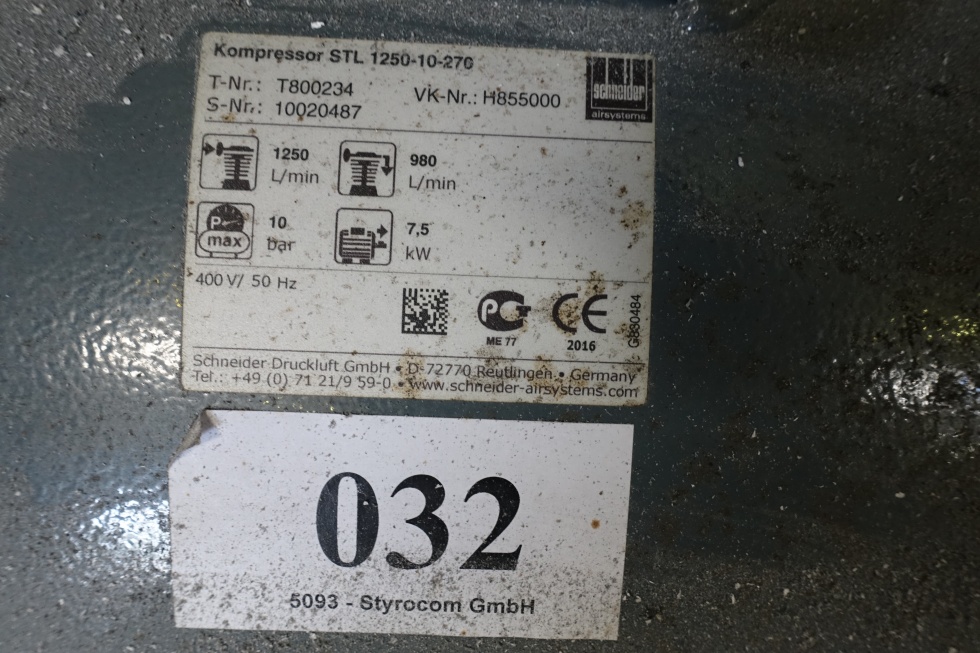 Kompressor STL 1250-10-270
T-Nr.: T800234
S-Nr.: 10020487
VK-Nr.: H855000
schneider
airsystems
1250
L/min
980
L/min
P
max
10
bar
7,5
kW
400 V/ 50 Hz
ME 77
CE
2016
G880484
Schneider Druckluft GmbH • D-72770 Reutlingen • Germany
Tel.: +49 (0) 71 21/9 59-0 • www.schneider-airsystems.com
032
5093 - Styrocom GmbH